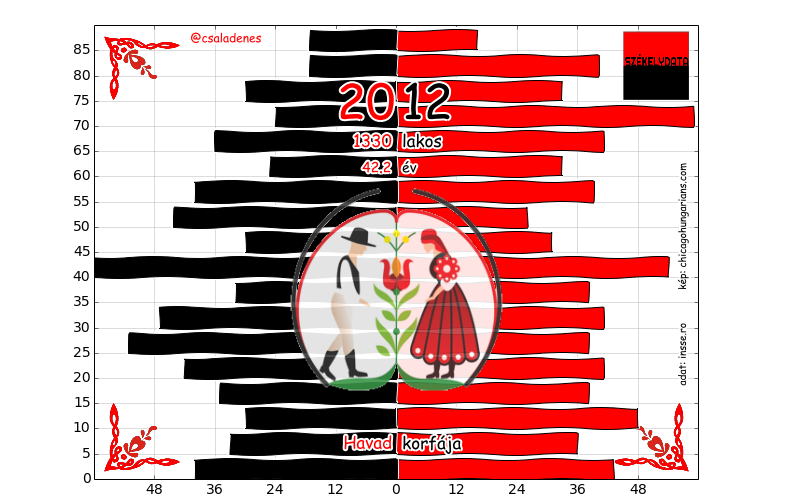 @csaladenes
SZÉKELYDATA
2012
1330 lakos
42.2 év
kép: chicagohungarians.com
adat: insse.ro
Havad korfája
85
80
75
70
65
60
55
50
45
40
35
30
25
20
15
10
5
0
48 36 24 12 0 12 24 36 48